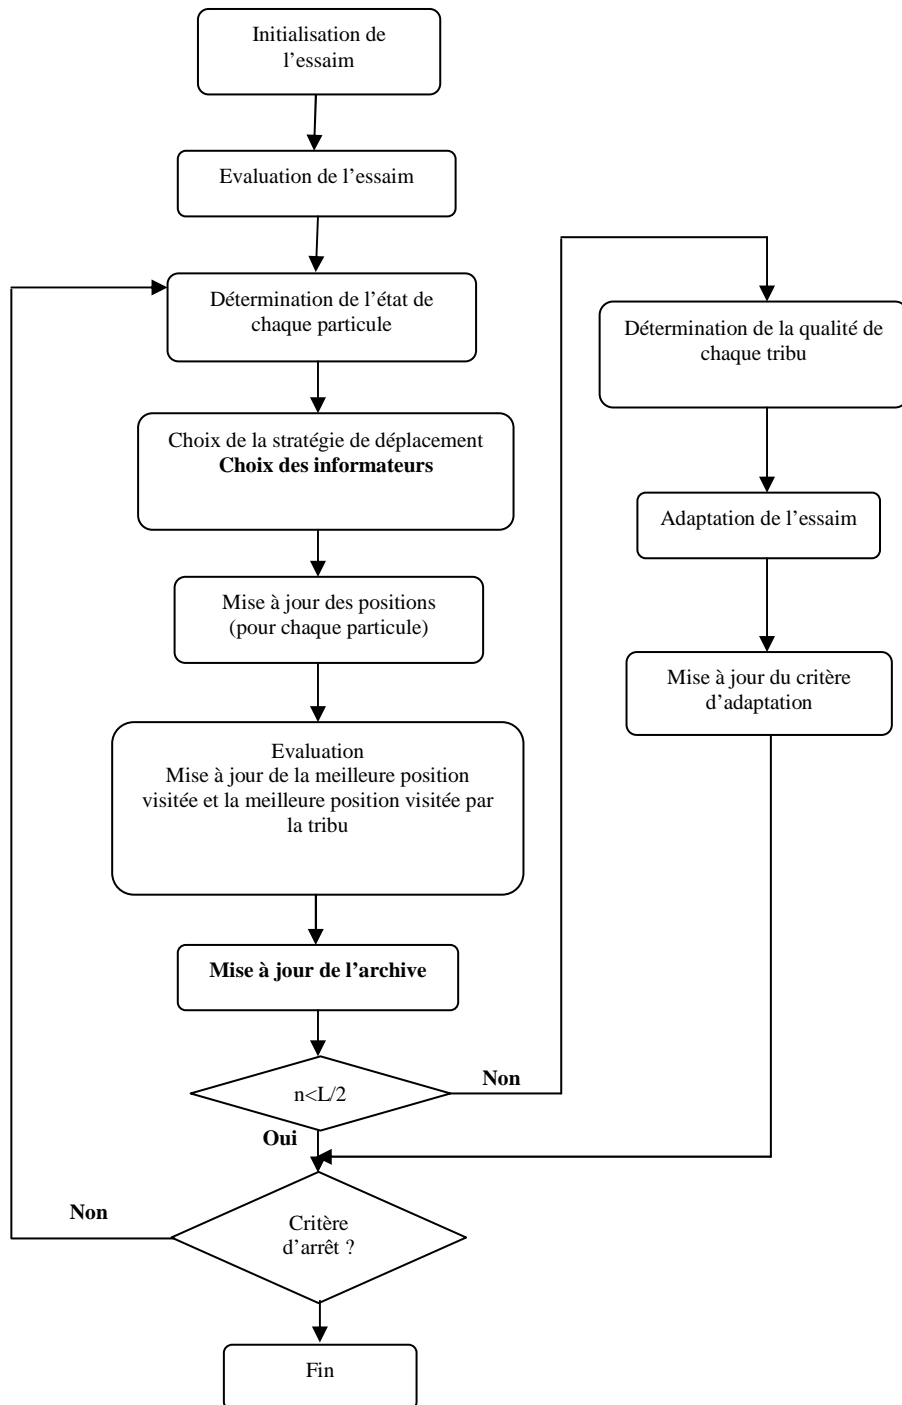 Initialisation de
l’essaim
Evaluation de l’essaim
Détermination de l’état de
chaque particule
Choix de la stratégie de déplacement
Choix des informateurs
Mise à jour des positions
(pour chaque particule)
Evaluation
Mise à jour de la meilleure position
visitée et la meilleure position visitée par
la tribu
Mise à jour de l’archive
n<L/2
Non
Oui
Détermination de la qualité de
chaque tribu
Adaptation de l’essaim
Mise à jour du critère
d’adaptation
Critère
d’arrêt ?
Non
Fin